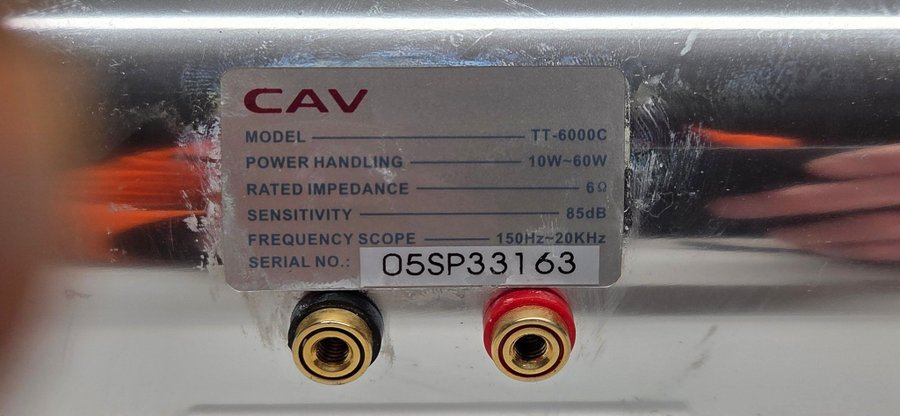 CAV
MODEL TT-6000C
POWER HANDLING 10W~60W
RATED IMPEDANCE 6Ω
SENSITIVITY 85dB
FREQUENCY SCOPE 150Hz~20KHz
SERIAL NO.: 05SP33163